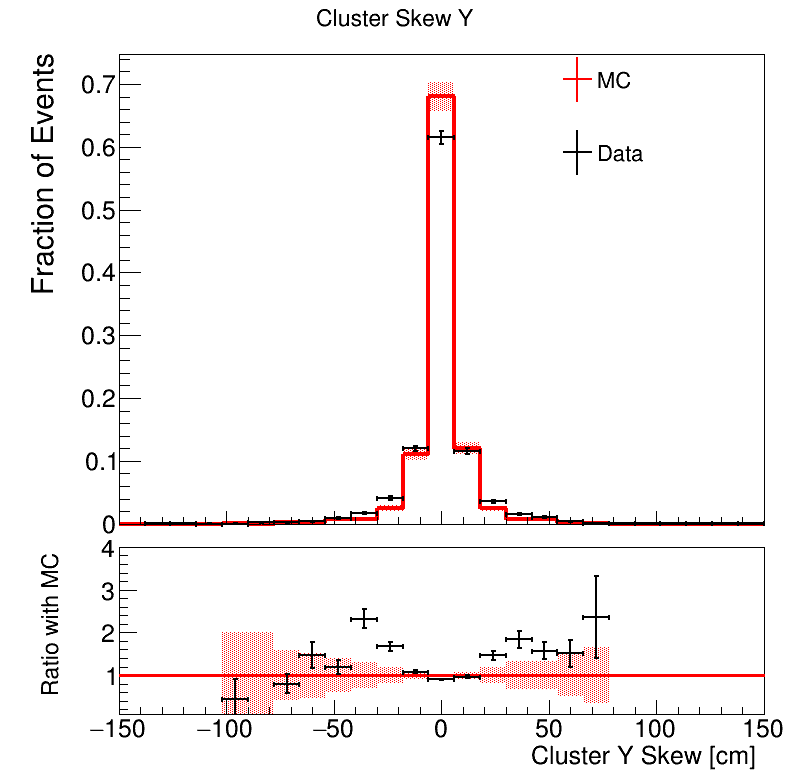 Cluster Skew Y
Fraction of Events
0.7
0.6
0.5
0.4
0.3
0.2
0.1
0
MC
Data
Ratio with MC
4
3
2
1
−150 −100 −50 0 50 100 150
Cluster Y Skew [cm]